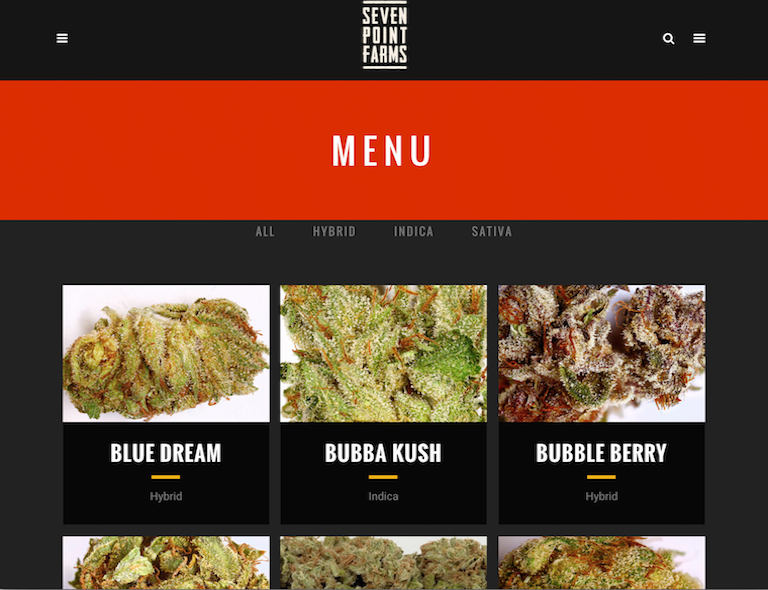 SEVEN
POINT
FARMS
MENU
ALL HYBRID INDICA SATIVA
BLUE DREAM BUBBA KUSH BUBBLE BERRY
Hybrid Indica Hybrid